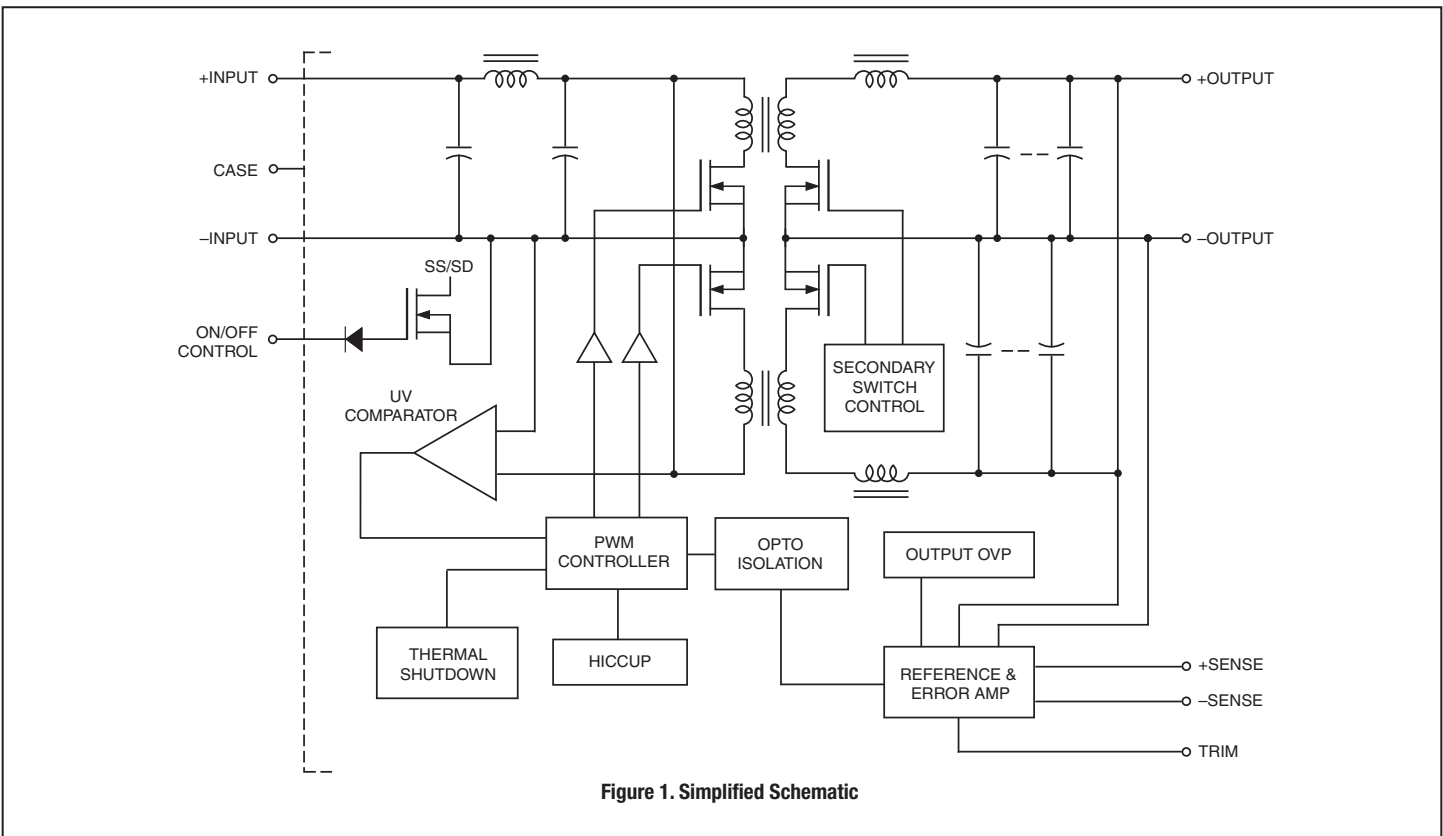 +INPUT
+OUTPUT
CASE
–INPUT
–OUTPUT
SS/SD
ON/OFF
CONTROL
SECONDARY
SWITCH
CONTROL
UV
COMPARATOR
PWM
CONTROLLER
OPTO
ISOLATION
OUTPUT OVP
THERMAL
SHUTDOWN
HICCUP
REFERENCE &
ERROR AMP
+SENSE
–SENSE
TRIM
Figure 1. Simplified Schematic